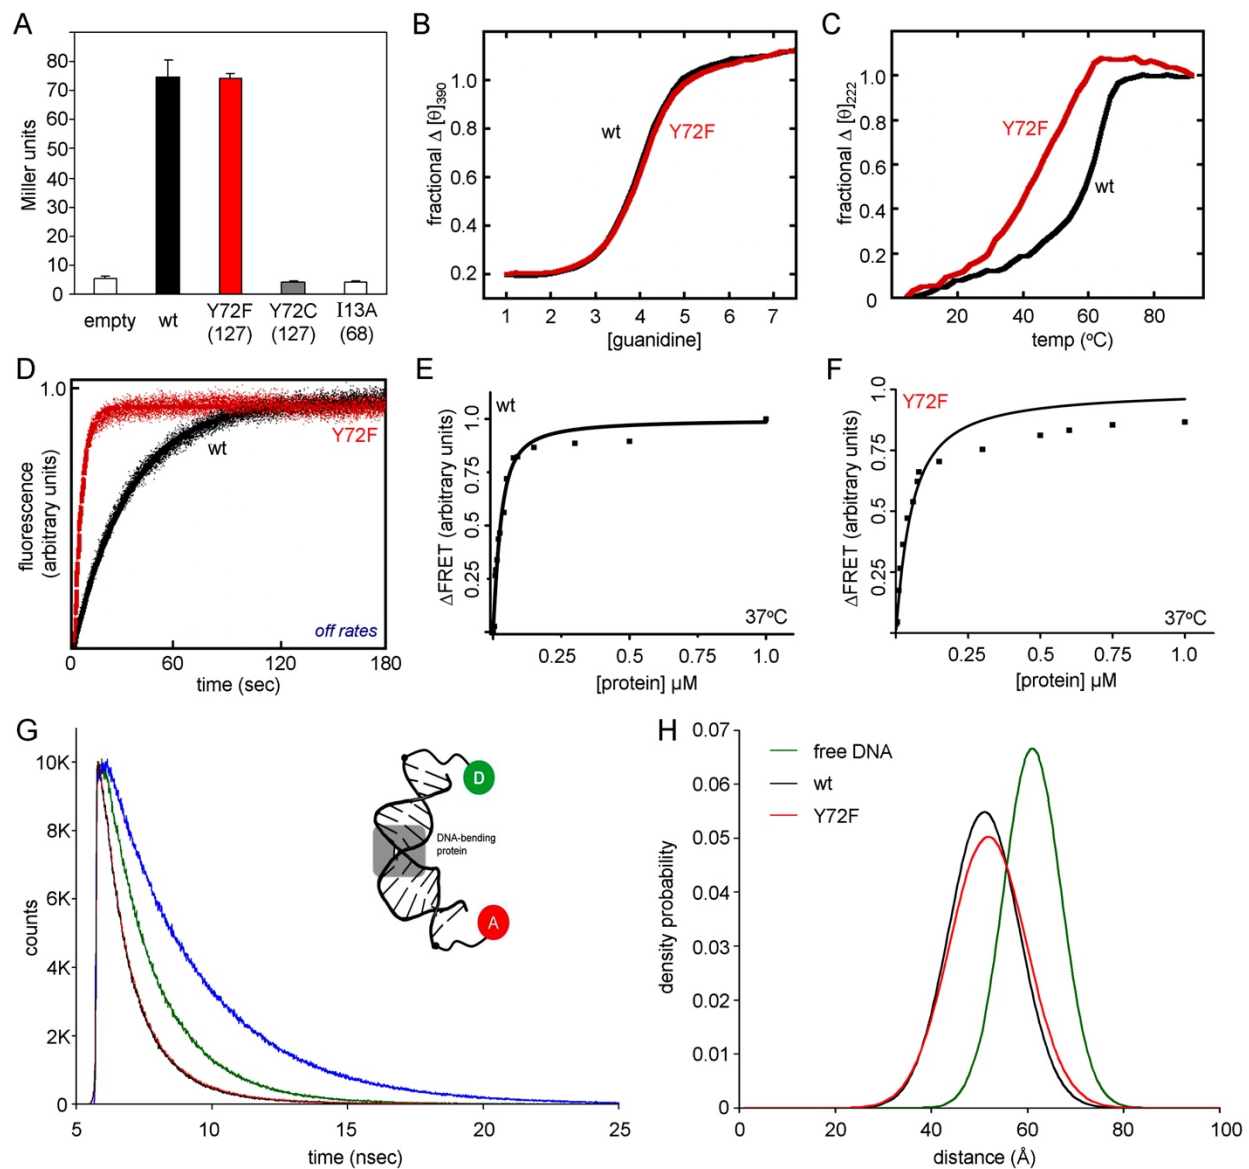 A
Miller units
80
70
60
50
40
30
20
10
0
empty
wt
Y72F
(127)
Y72C
(127)
I13A
(68)
B
fractional Δ [θ]390
1.0
0.8
0.6
0.4
0.2
wt
Y72F
1 2 3 4 5 6 7
[guanidine]
C
fractional Δ [θ]222
1.0
0.8
0.6
0.4
0.2
0
Y72F
wt
20 40 60 80
temp (ºC)
D
fluorescence
(arbitrary units)
1.0
wt
Y72F
off rates
0 60 120 180
time (sec)
E
wt
ΔFRET (arbitrary units)
1.0
0.75
0.5
0.25
0
37ºC
0.25 0.5 0.75 1.0
[protein] µM
F
Y72F
ΔFRET (arbitrary units)
1.0
0.75
0.5
0.25
0
37ºC
0.25 0.5 0.75 1.0
[protein] µM
G
counts
10K
8K
6K
4K
2K
0
D
DNA-bending
protein
A
5 10 15 20 25
time (nsec)
H
density probability
0.07
0.06
0.05
0.04
0.03
0.02
0.01
0
free DNA
wt
Y72F
0 20 40 60 80 100
distance (Å)